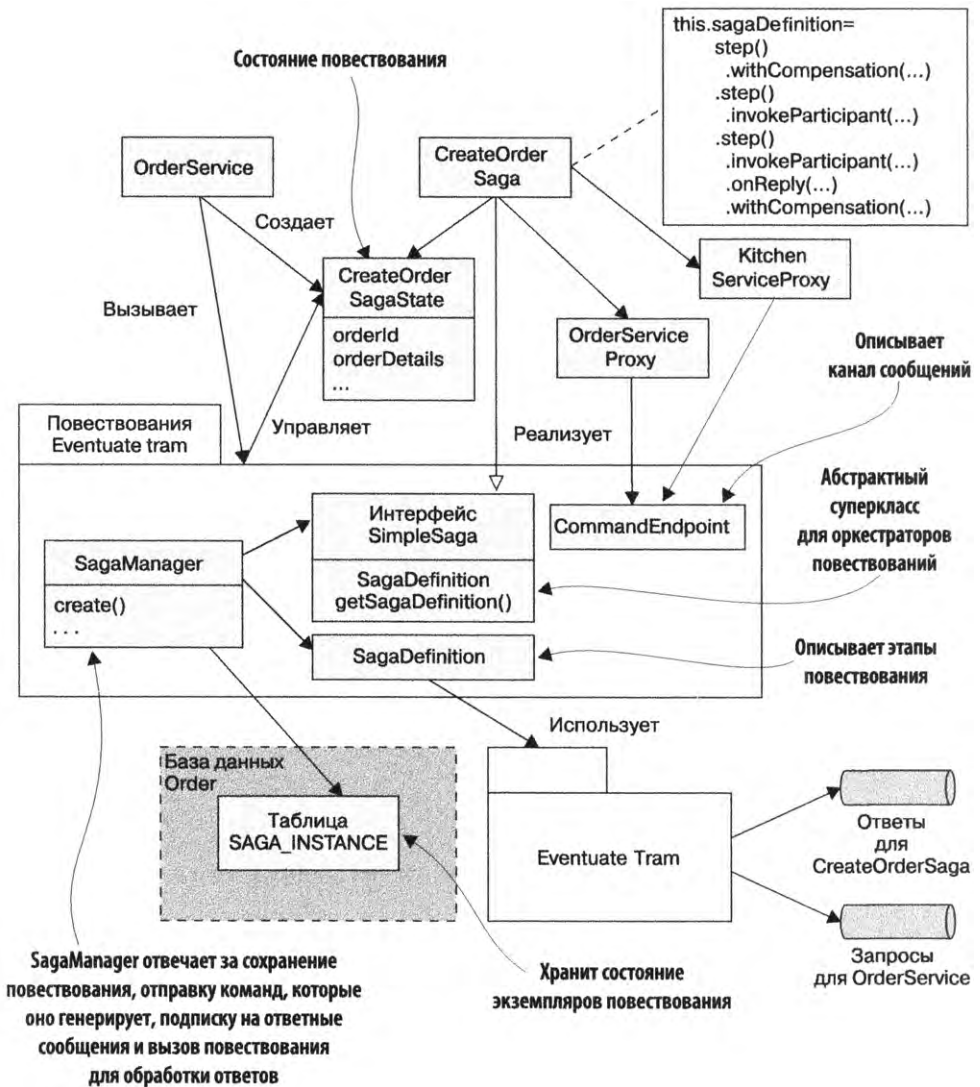 this.sagaDefinition=
step()
.withCompensation(...)
.step()
.invokeParticipant(...)
.step()
.invokeParticipant(...)
.onReply(...)
.withCompensation(...)
Состояние повествования
OrderService
CreateOrder
Saga
Создает
Kitchen
ServiceProxy
CreateOrder
SagaState
orderId
orderDetails
...
Вызывает
OrderService
Proxy
Описывает
канал сообщений
Повествования
Eventuate tram
Управляет
Реализует
Абстрактный
суперкласс
для оркестраторов
повествований
Интерфейс
SimpleSaga
SagaDefinition
getSagaDefinition()
CommandEndpoint
SagaManager
create()
...
SagaDefinition
Описывает этапы
повествования
Использует
База данных
Order
Таблица
SAGA_INSTANCE
Eventuate Tram
Ответы
для
CreateOrderSaga
Запросы
для OrderService
SagaManager отвечает за сохранение
повествования, отправку команд, которые
оно генерирует, подписку на ответные
сообщения и вызов повествования
для обработки ответов
Хранит состояние
экземпляров повествования